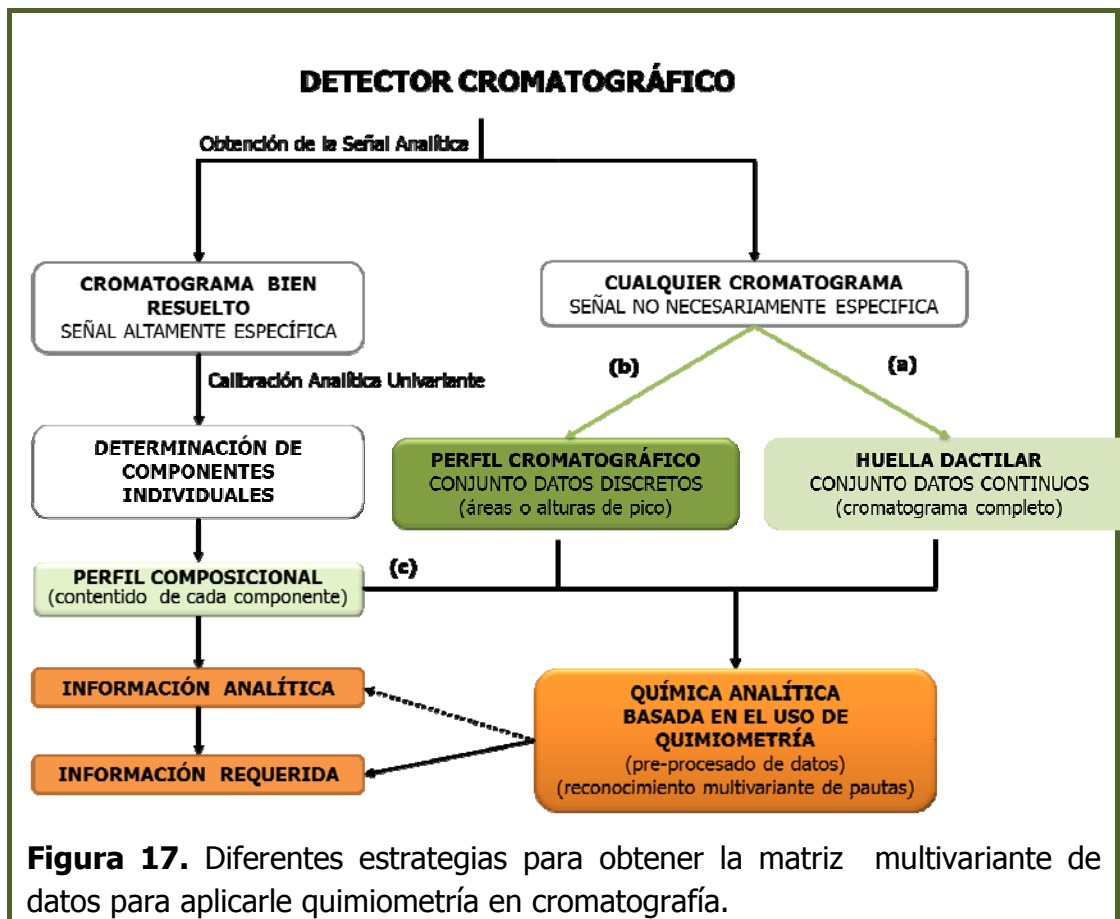 DETECTOR CROMATOGRÁFICO
Obtención de la Señal Analítica
CROMATOGRAMA BIEN
RESUELTO
SEÑAL ALTAMENTE ESPECÍFICA
CUALQUIER CROMATOGRAMA
SEÑAL NO NECESARIAMENTE ESPECIFICA
Calibración Analítica Univariante
(b)
(a)
DETERMINACIÓN DE
COMPONENTES
INDIVIDUALES
PERFIL CROMATOGRÁFICO
CONJUNTO DATOS DISCRETOS
(áreas o alturas de pico)
HUELLA DACTILAR
CONJUNTO DATOS CONTINUOS
(cromatograma completo)
PERFIL COMPOSICIONAL
(contentido de cada componente)
(c)
INFORMACIÓN ANALÍTICA
INFORMACIÓN REQUERIDA
QUÍMICA ANALÍTICA
BASADA EN EL USO DE
QUIMIOMETRÍA
(pre-procesado de datos)
(reconocimiento multivariante de pautas)
Figura 17. Diferentes estrategias para obtener la matriz multivariante de
datos para aplicarle quimiometría en cromatografía.